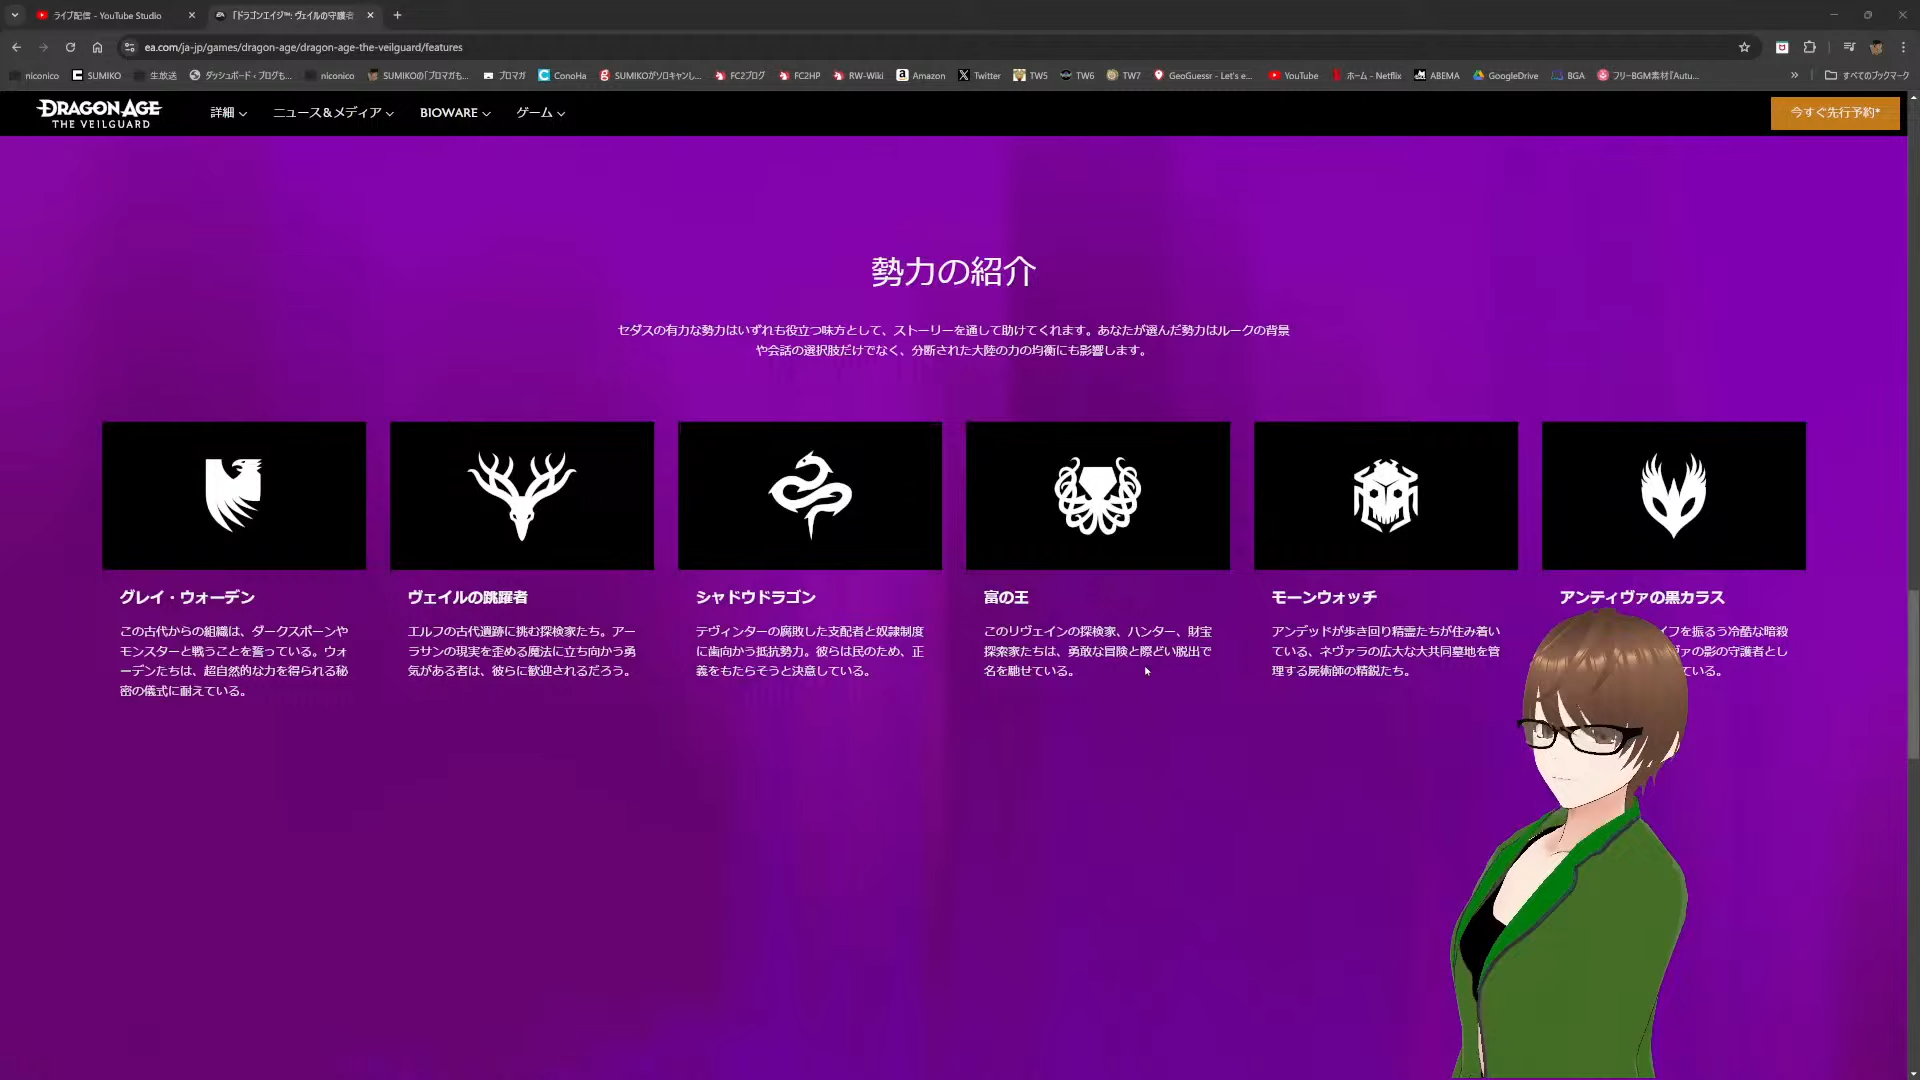 ライブ配信 - YouTube Studio
「ドラゴンエイジ™: ヴェイルの守護者
ea.com/ja-jp/games/dragon-age/dragon-age-the-veilguard/features
niconico
SUMIKO
生放送
ダッシュボード ‹ ブログも...
niconico
SUMIKOの「ブロマガも...
ブロマガ
ConoHa
SUMIKOがソロキャンし...
FC2ブログ
FC2HP
RW-Wiki
Amazon
Twitter
TW5
TW6
TW7
GeoGuessr - Let's e...
YouTube
ホーム - Netflix
ABEMA
GoogleDrive
BGA
フリーBGM素材『Autu...
»
すべてのブックマーク
DRAGON AGE
THE VEILGUARD
詳細
ニュース＆メディア
BIOWARE
ゲーム
今すぐ先行予約*
勢力の紹介
セダスの有力な勢力はいずれも役立つ味方として、ストーリーを通して助けてくれます。あなたが選んだ勢力はルークの背景
や会話の選択肢だけでなく、分断された大陸の力の均衡にも影響します。
グレイ・ウォーデン
この古代からの組織は、ダークスポーンや
モンスターと戦うことを誓っている。ウォ
ーデンたちは、超自然的な力を得られる秘
密の儀式に耐えている。
ヴェイルの跳躍者
エルフの古代遺跡に挑む探検家たち。アー
ラサンの現実を歪める魔法に立ち向かう勇
気がある者は、彼らに歓迎されるだろう。
シャドウドラゴン
テヴィンターの腐敗した支配者と奴隷制度
に歯向かう抵抗勢力。彼らは民のため、正
義をもたらそうと決意している。
富の王
このリヴェインの探検家、ハンター、財宝
探索家たちは、勇敢な冒険と際どい脱出で
名を馳せている。
モーンウォッチ
アンデッドが歩き回り精霊たちが住み着い
ている、ネヴァラの広大な大共同墓地を管
理する屍術師の精鋭たち。
アンティヴァの黒カラス
イフを振るう冷酷な暗殺
ヴァの影の守護者とし
ている。